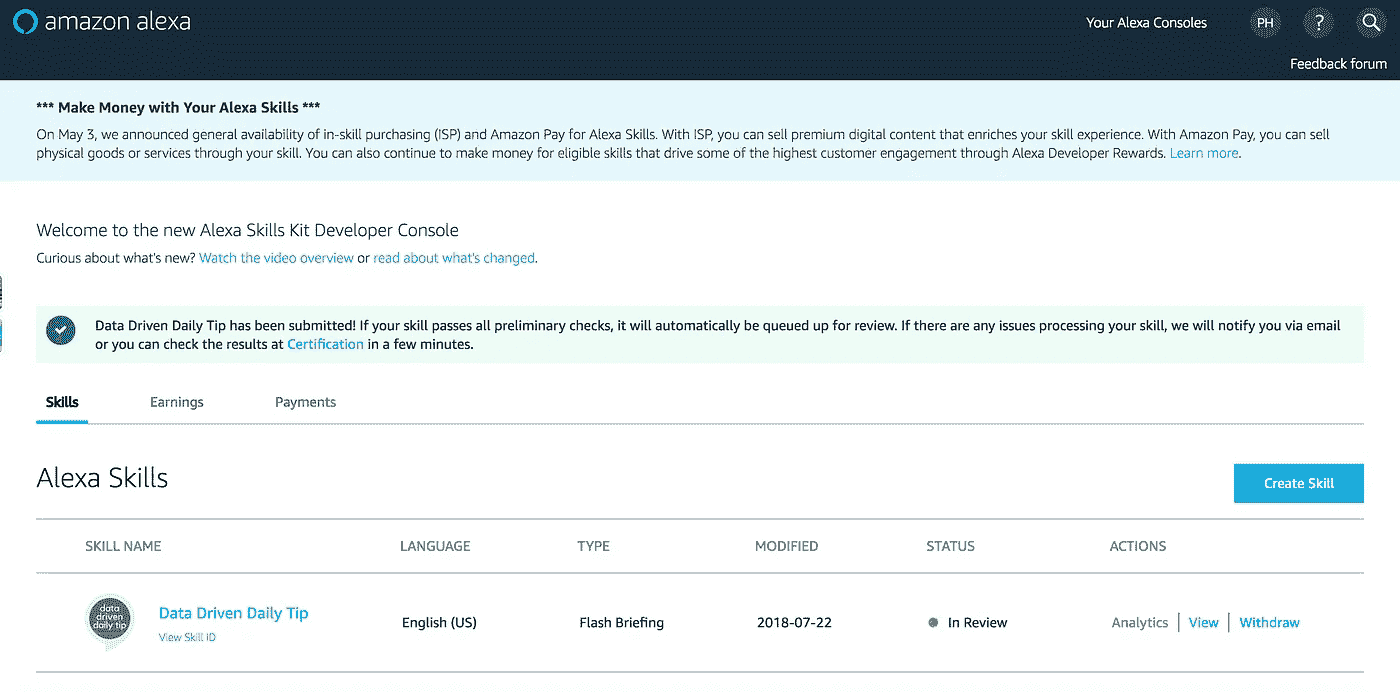 amazon alexa
Your Alexa Consoles
PH
?
Feedback forum
*** Make Money with Your Alexa Skills ***
On May 3, we announced general availability of in-skill purchasing (ISP) and Amazon Pay for Alexa Skills. With ISP, you can sell premium digital content that enriches your skill experience. With Amazon Pay, you can sell
physical goods or services through your skill. You can also continue to make money for eligible skills that drive some of the highest customer engagement through Alexa Developer Rewards. Learn more.
Welcome to the new Alexa Skills Kit Developer Console
Curious about what's new? Watch the video overview or read about what's changed.
Data Driven Daily Tip has been submitted! If your skill passes all preliminary checks, it will automatically be queued up for review. If there are any issues processing your skill, we will notify you via email
or you can check the results at Certification in a few minutes.
Skills Earnings Payments
Alexa Skills
Create Skill
SKILL NAME LANGUAGE TYPE MODIFIED STATUS ACTIONS
data
driven
daily tip
Data Driven Daily Tip
View Skill ID
English (US) Flash Briefing 2018-07-22 In Review Analytics | View | Withdraw